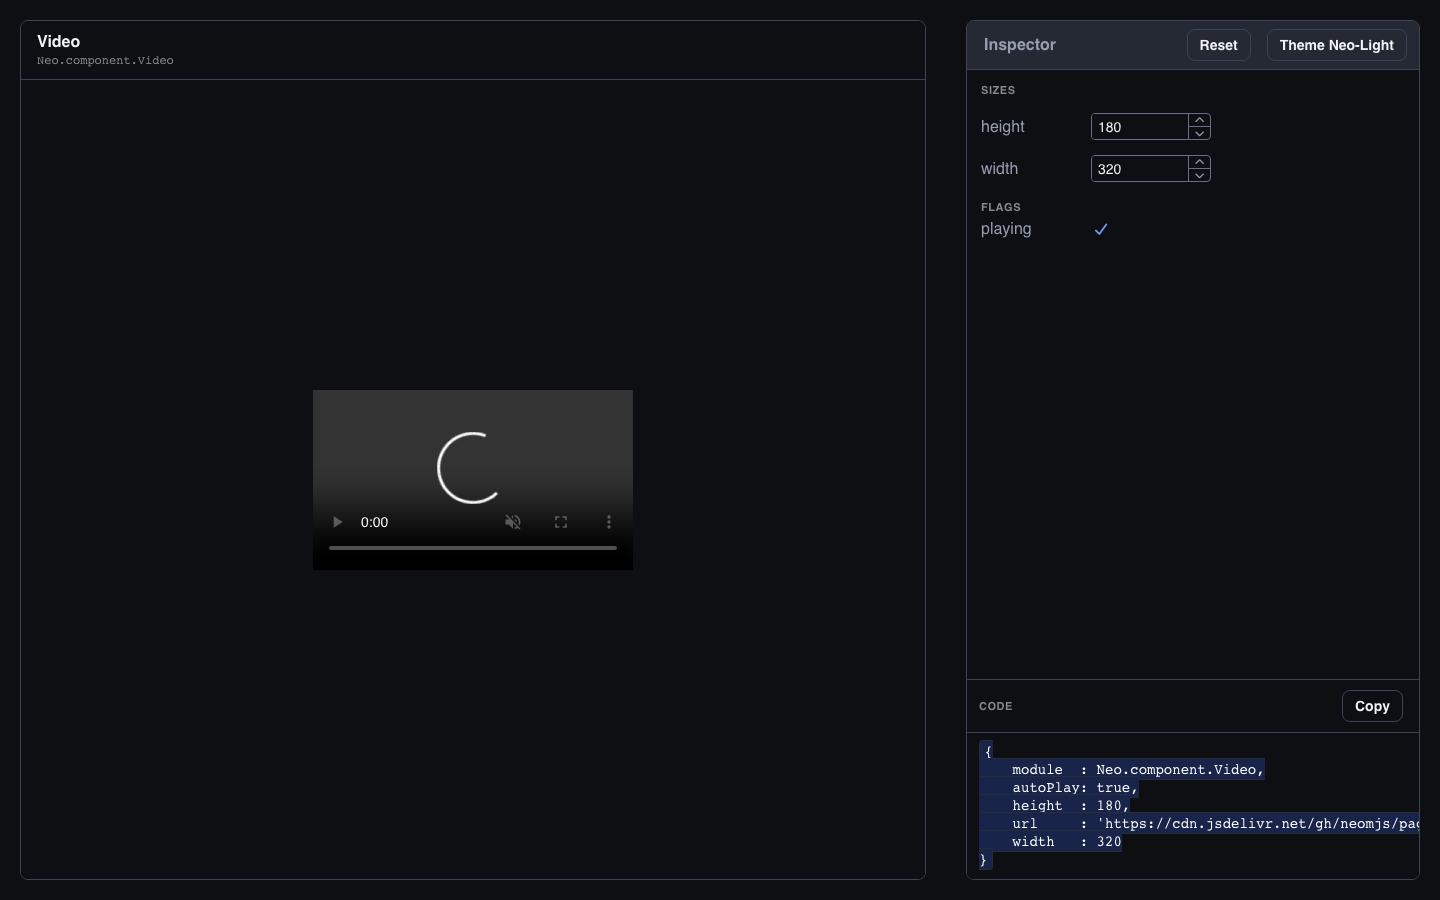 Video
Neo.component.Video
Inspector
Reset
Theme Neo-Light
SIZES
height
180
width
320
FLAGS
playing
0:00
CODE
Copy
{
module : Neo.component.Video,
autoPlay: true,
height : 180,
url : 'https://cdn.jsdelivr.net/gh/neomjs/pag
width : 320
}